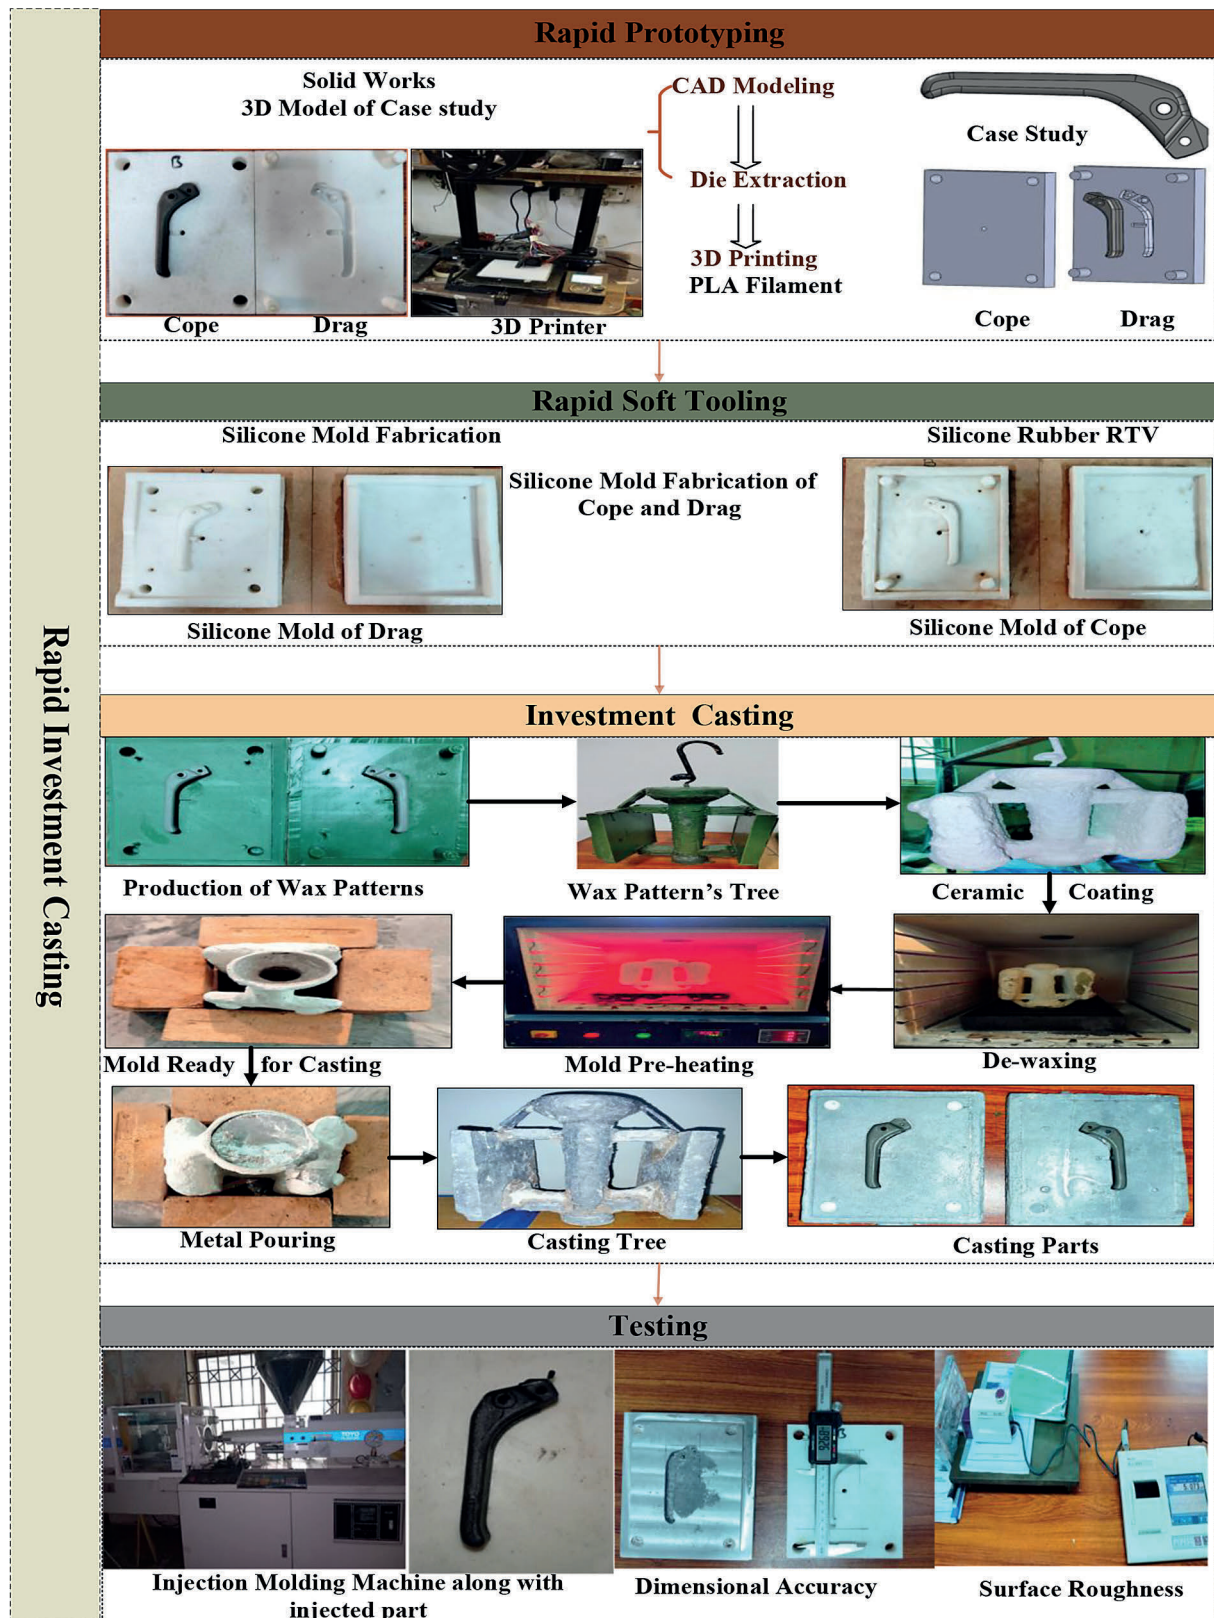 Rapid Investment Casting
Rapid Prototyping
Solid Works
3D Model of Case study
CAD Modeling
Die Extraction
3D Printing
PLA Filament
Case Study
B
Cope
Drag
3D Printer
Cope
Drag
Rapid Soft Tooling
Silicone Mold Fabrication
Silicone Rubber RTV
Silicone Mold Fabrication of
Cope and Drag
Silicone Mold of Drag
Silicone Mold of Cope
Investment Casting
Production of Wax Patterns
Wax Pattern's Tree
Ceramic Coating
Mold Ready for Casting
Mold Pre-heating
De-waxing
Metal Pouring
Casting Tree
Casting Parts
Testing
Injection Molding Machine along with
injected part
Dimensional Accuracy
Surface Roughness